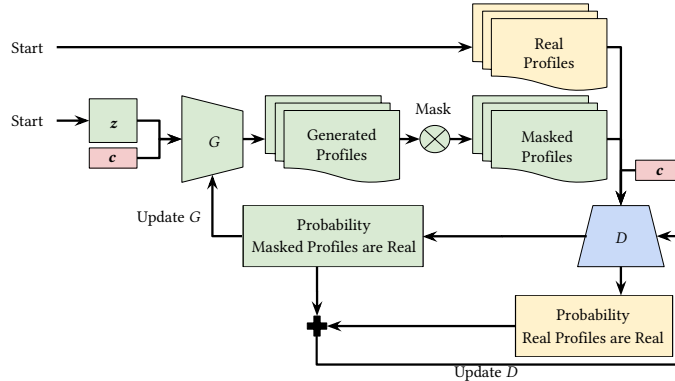 Start
Real
Profiles
Start
z
c
G
Generated
Profiles
Mask
Masked
Profiles
c
Update G
Probability
Masked Profiles are Real
D
Probability
Real Profiles are Real
Update D